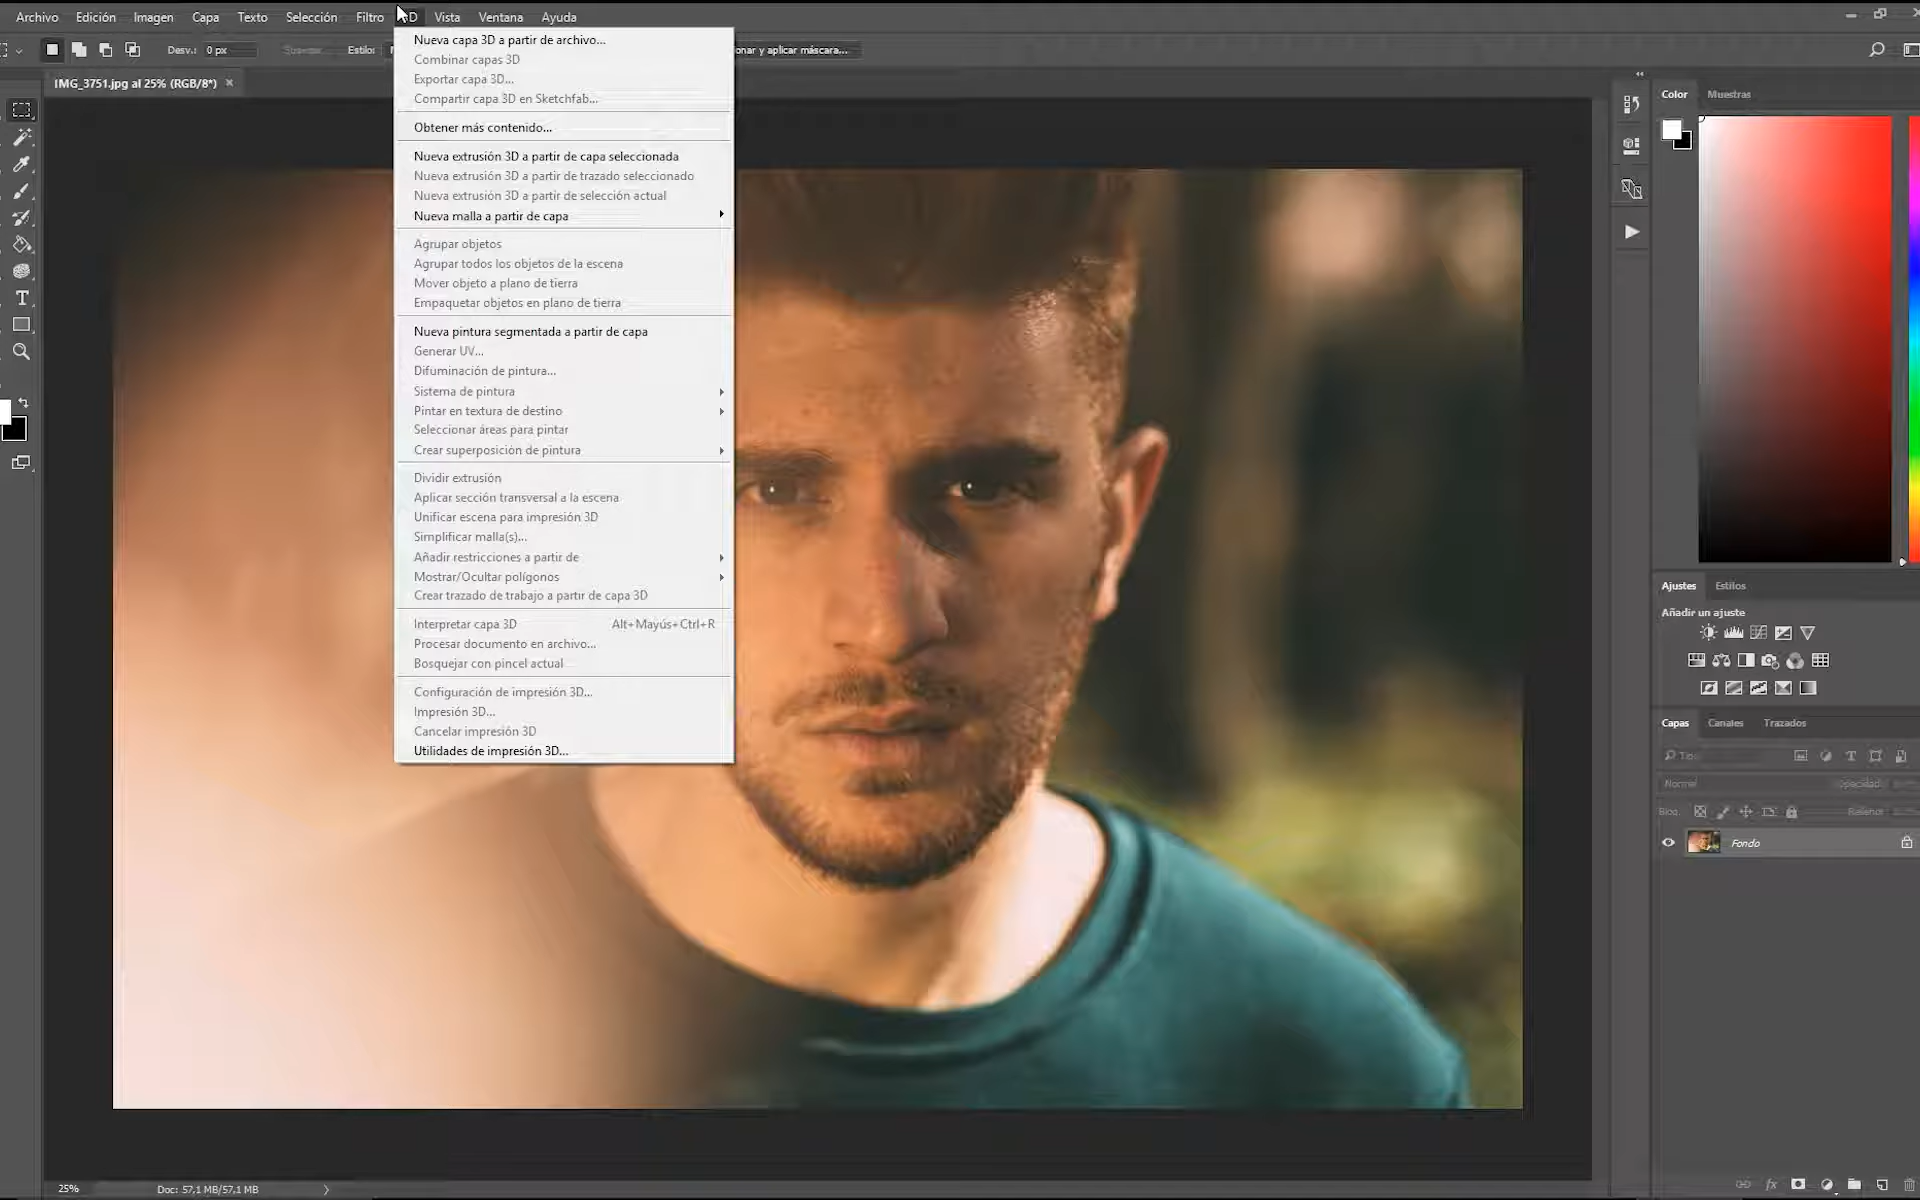 Archivo Edición Imagen Capa Texto Selección Filtro 3D Vista Ventana Ayuda
Desv.: 0 px Estilo: onar y aplicar máscara...
IMG_3751.jpg al 25% (RGB/8*)
Nueva capa 3D a partir de archivo...
Combinar capas 3D
Exportar capa 3D...
Compartir capa 3D en Sketchfab...
Obtener más contenido...
Nueva extrusión 3D a partir de capa seleccionada
Nueva extrusión 3D a partir de trazado seleccionado
Nueva extrusión 3D a partir de selección actual
Nueva malla a partir de capa
Agrupar objetos
Agrupar todos los objetos de la escena
Mover objeto a plano de tierra
Empaquetar objetos en plano de tierra
Nueva pintura segmentada a partir de capa
Generar UV...
Difuminación de pintura...
Sistema de pintura
Pintar en textura de destino
Seleccionar áreas para pintar
Crear superposición de pintura
Dividir extrusión
Aplicar sección transversal a la escena
Unificar escena para impresión 3D
Simplificar malla(s)...
Añadir restricciones a partir de
Mostrar/Ocultar polígonos
Crear trazado de trabajo a partir de capa 3D
Interpretar capa 3D Alt+Mayús+Ctrl+R
Procesar documento en archivo...
Bosquejar con pincel actual
Configuración de impresión 3D...
Impresión 3D...
Cancelar impresión 3D
Utilidades de impresión 3D...
Color Muestras
Ajustes Estilos
Añadir un ajuste
Capas Canales Trazados
Tipo
Normal Opacidad:
Bloq.: Relleno:
Fondo
25% Doc: 57,1 MB/57,1 MB